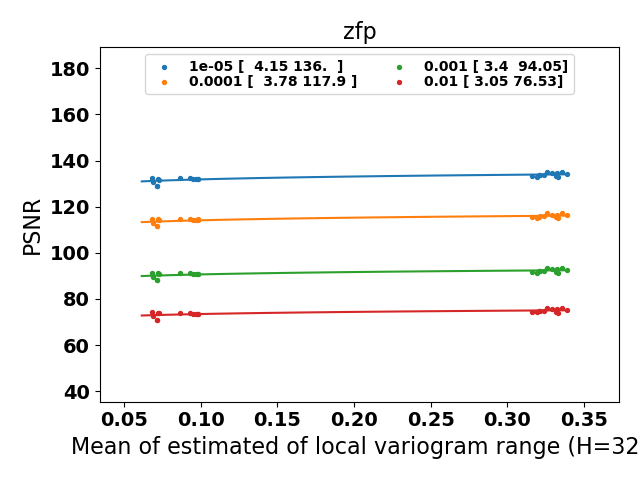 zfp
1e-05 [  4.15 136.  ]
0.0001 [  3.78 117.9 ]
0.001 [ 3.4  94.05]
0.01 [ 3.05 76.53]
180
160
140
120
100
80
60
40
PSNR
0.05 0.10 0.15 0.20 0.25 0.30 0.35
Mean of estimated of local variogram range (H=32